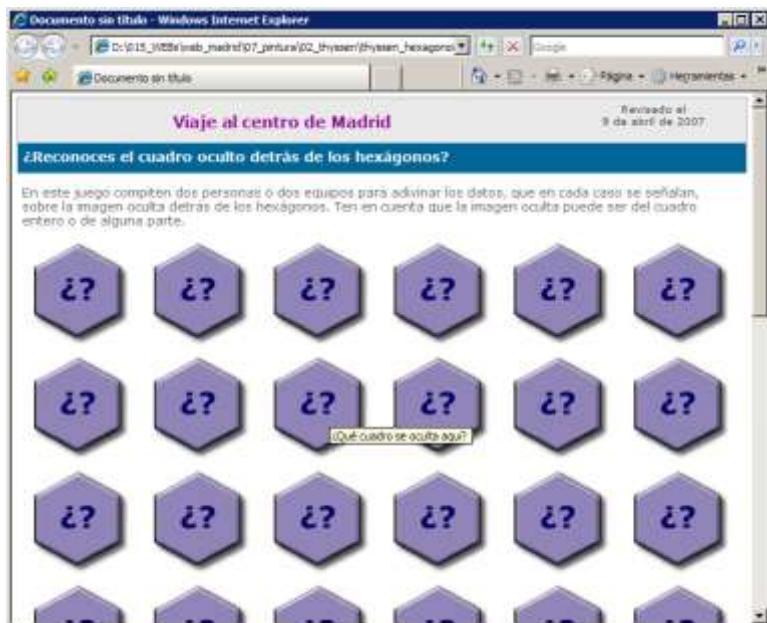 Documento sin título - Windows Internet Explorer
Google
Documento sin título
Página
Herramientas
Viaje al centro de Madrid
Revisado el
9 de abril de 2007
¿Reconoces el cuadro oculto detrás de los hexágonos?
En este juego compiten dos personas o dos equipos para adivinar los datos, que en cada caso se señalan,
sobre la imagen oculta detrás de los hexágonos. Ten en cuenta que la imagen oculta puede ser del cuadro
entero o de alguna parte.
¿? ¿? ¿? ¿? ¿? ¿?
¿? ¿? ¿? ¿? ¿? ¿?
¿Qué cuadro se oculta aquí?
¿? ¿? ¿? ¿? ¿? ¿?